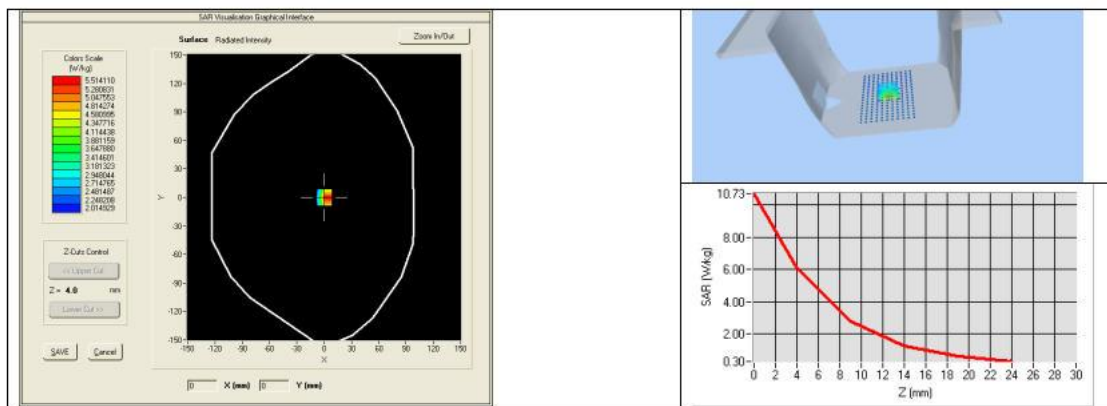 SAR Visualisation Graphical Interface
Surface Radiated Intensity
Zoom In/Out
Colors Scale
(W/kg)
5.514110
5.280831
5.047553
4.814274
4.580995
4.347716
4.114438
3.881159
3.647880
3.414601
3.181323
2.948044
2.714765
2.481487
2.248208
2.014929
Z-Cuts Control
<< Upper Cut
Z = 4.0 mm
Lower Cut >>
SAVE Cancel
Y
150
120
90
60
30
0
-30
-60
-90
-120
-150
-150 -120 -90 -60 -30 0 30 60 90 120 150
X
0 X (mm) 0 Y (mm)
SAR (W/kg)
10.73
8.00
6.00
4.00
2.00
0.30
0 2 4 6 8 10 12 14 16 18 20 22 24 26 28 30
Z (mm)